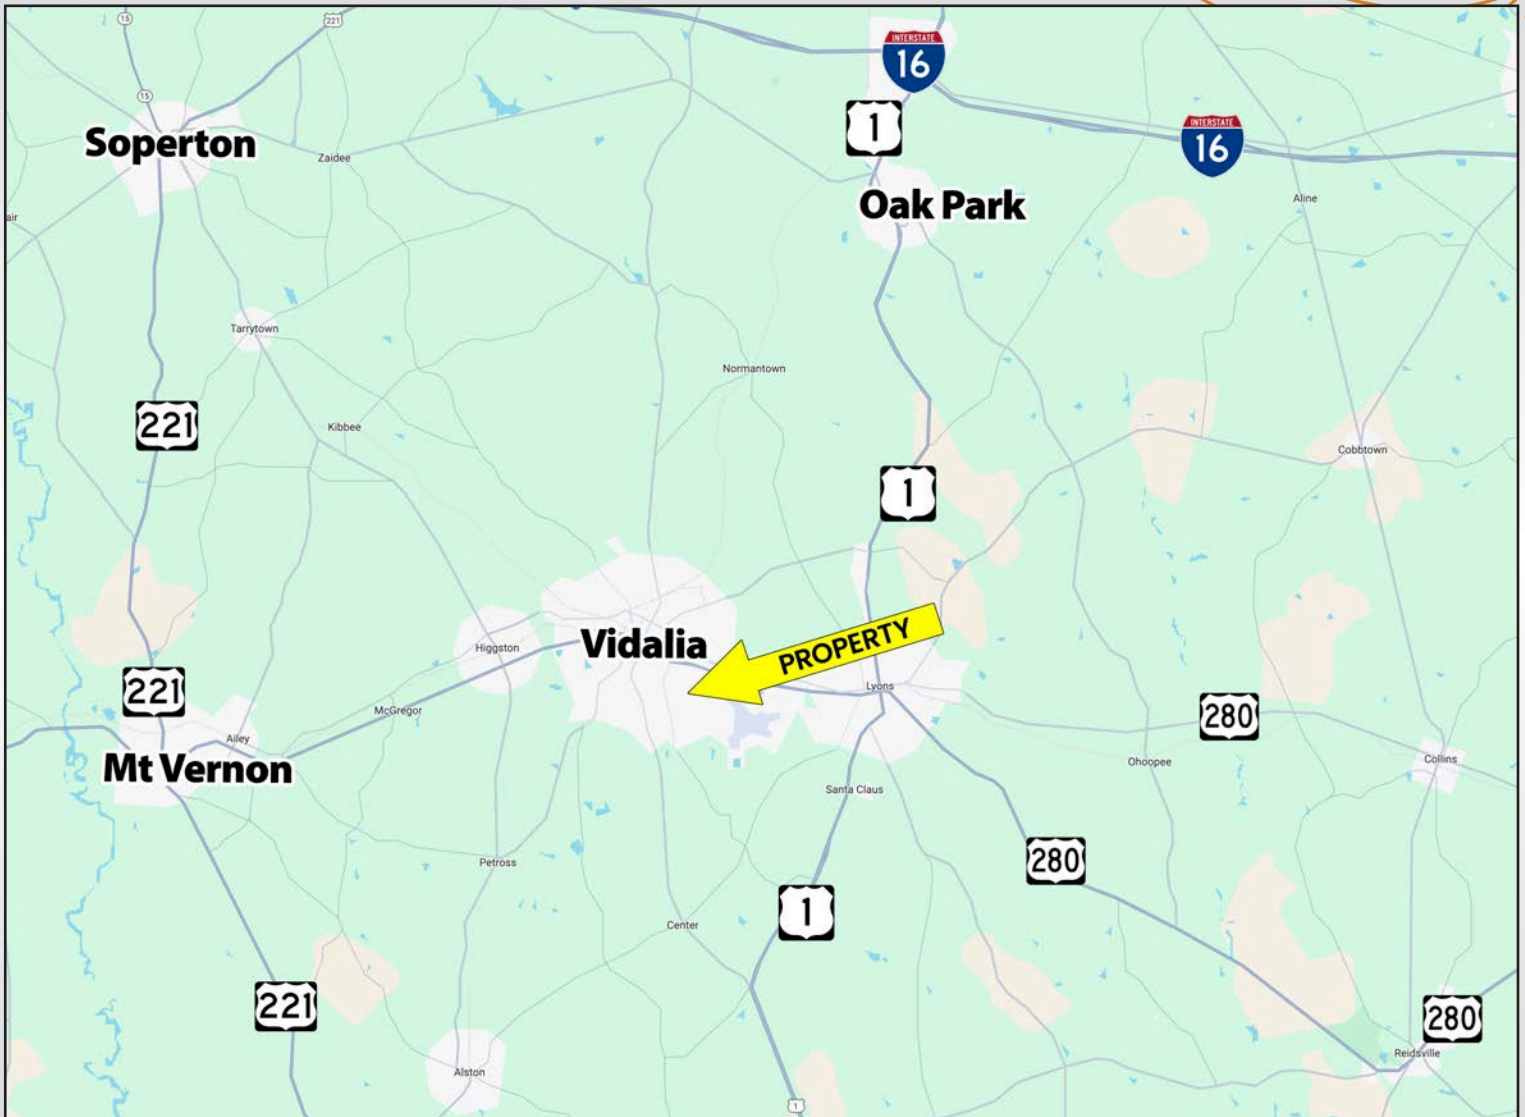 15
221
INTERSTATE
16
15
1
INTERSTATE
16
Soperton
Zaidee
Oak Park
Aline
air
Tarrytown
Normantown
221
Kibbee
Cobbtown
1
PROPERTY
Vidalia
Higgston
Lyons
221
McGregor
280
Ailey
Mt Vernon
Ohoopee
Collins
Santa Claus
280
Petross
1
Center
221
280
Reidsville
Alston
1